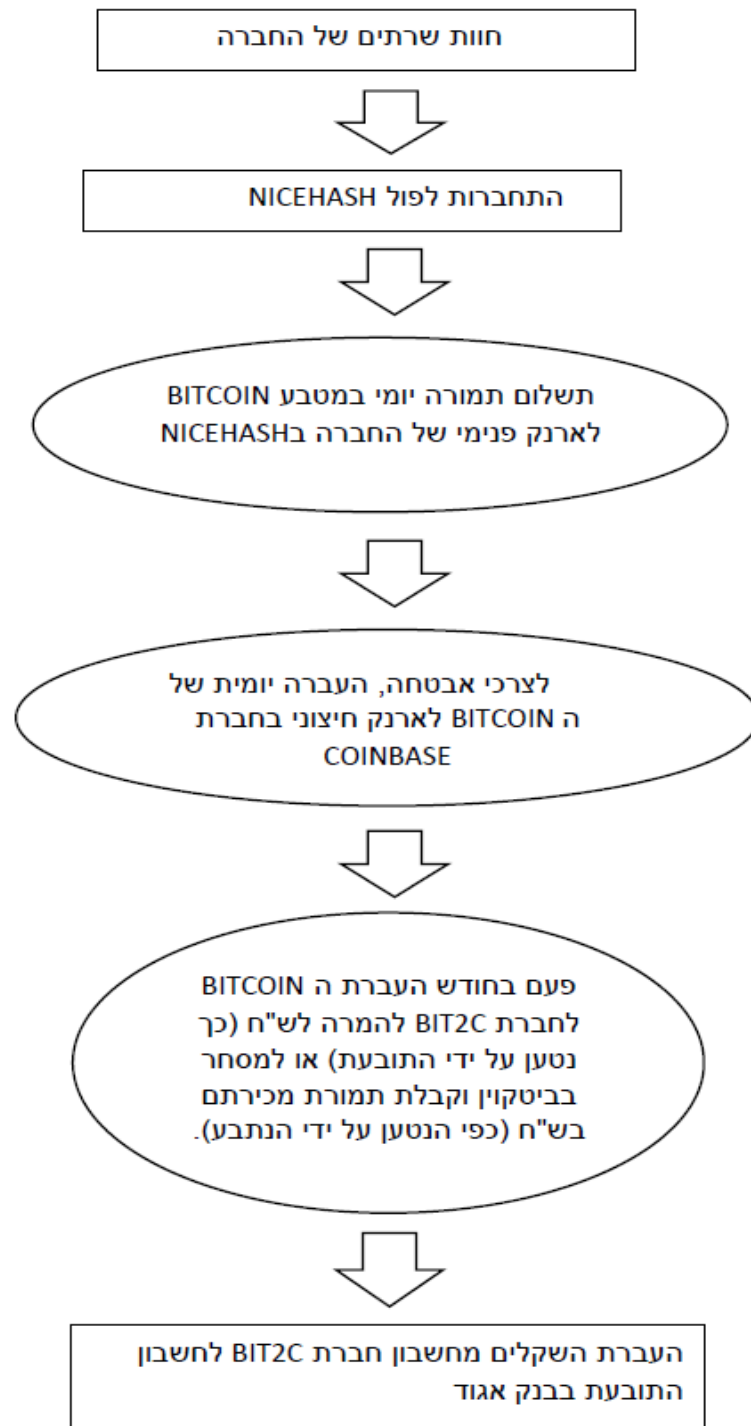 חוות שרתים של החברה
התחברות לפול NICEHASH
תשלום תמורה יומי במטבע BITCOIN
לארנק פנימי של החברה בNICEHASH
לצרכי אבטחה, העברה יומית של
ה BITCOIN לארנק חיצוני בחברת
COINBASE
פעם בחודש העברת ה BITCOIN
לחברת BIT2C להמרה לש"ח (כך
נטען על ידי התובעת) או למסחר
בביטקוין וקבלת תמורת מכירתם
בש"ח (כפי הנטען על ידי הנתבע).
העברת השקלים מחשבון חברת BIT2C לחשבון
התובעת בבנק אגוד